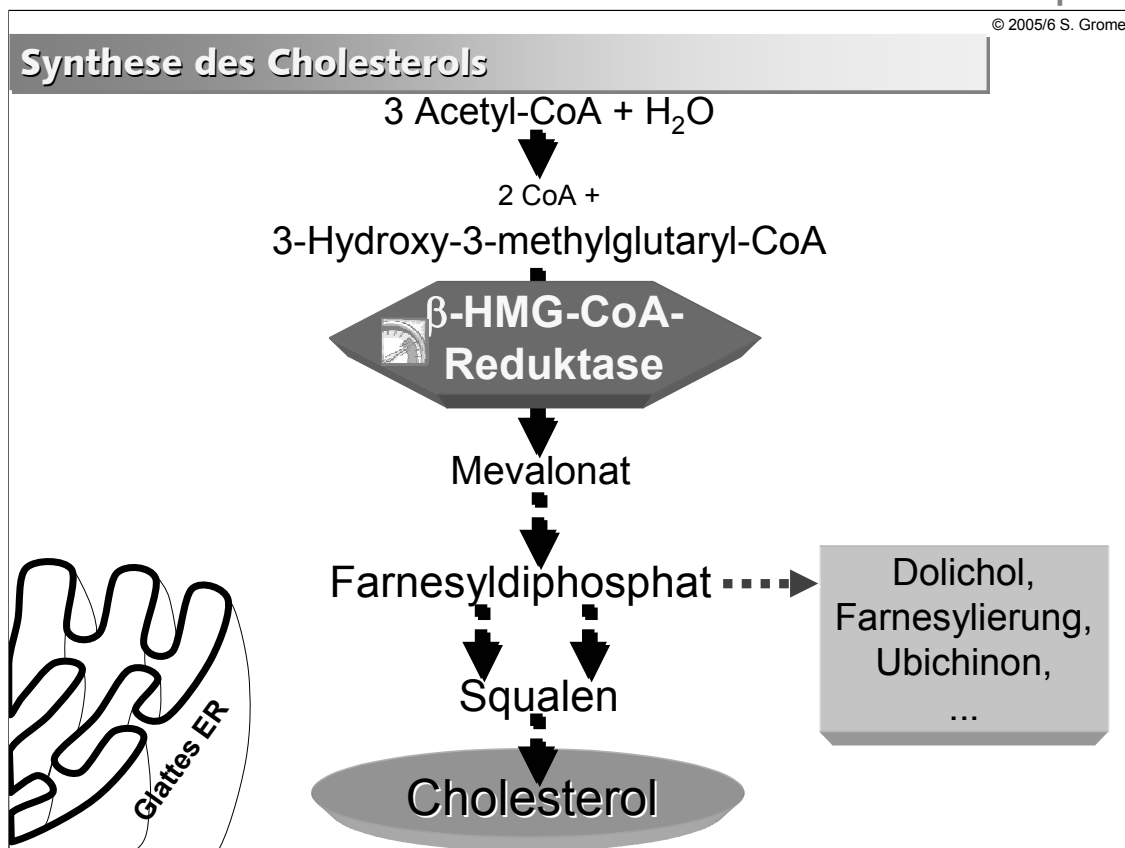 © 2005/6 S. Grome
Synthese des Cholesterols
3 Acetyl-CoA + H₂O
2 CoA +
3-Hydroxy-3-methylglutaryl-CoA
β-HMG-CoA-
Reduktase
Mevalonat
Farnesyldiphosphat
Dolichol,
Farnesylierung,
Ubichinon,
...
Squalen
Glattes ER
Cholesterol